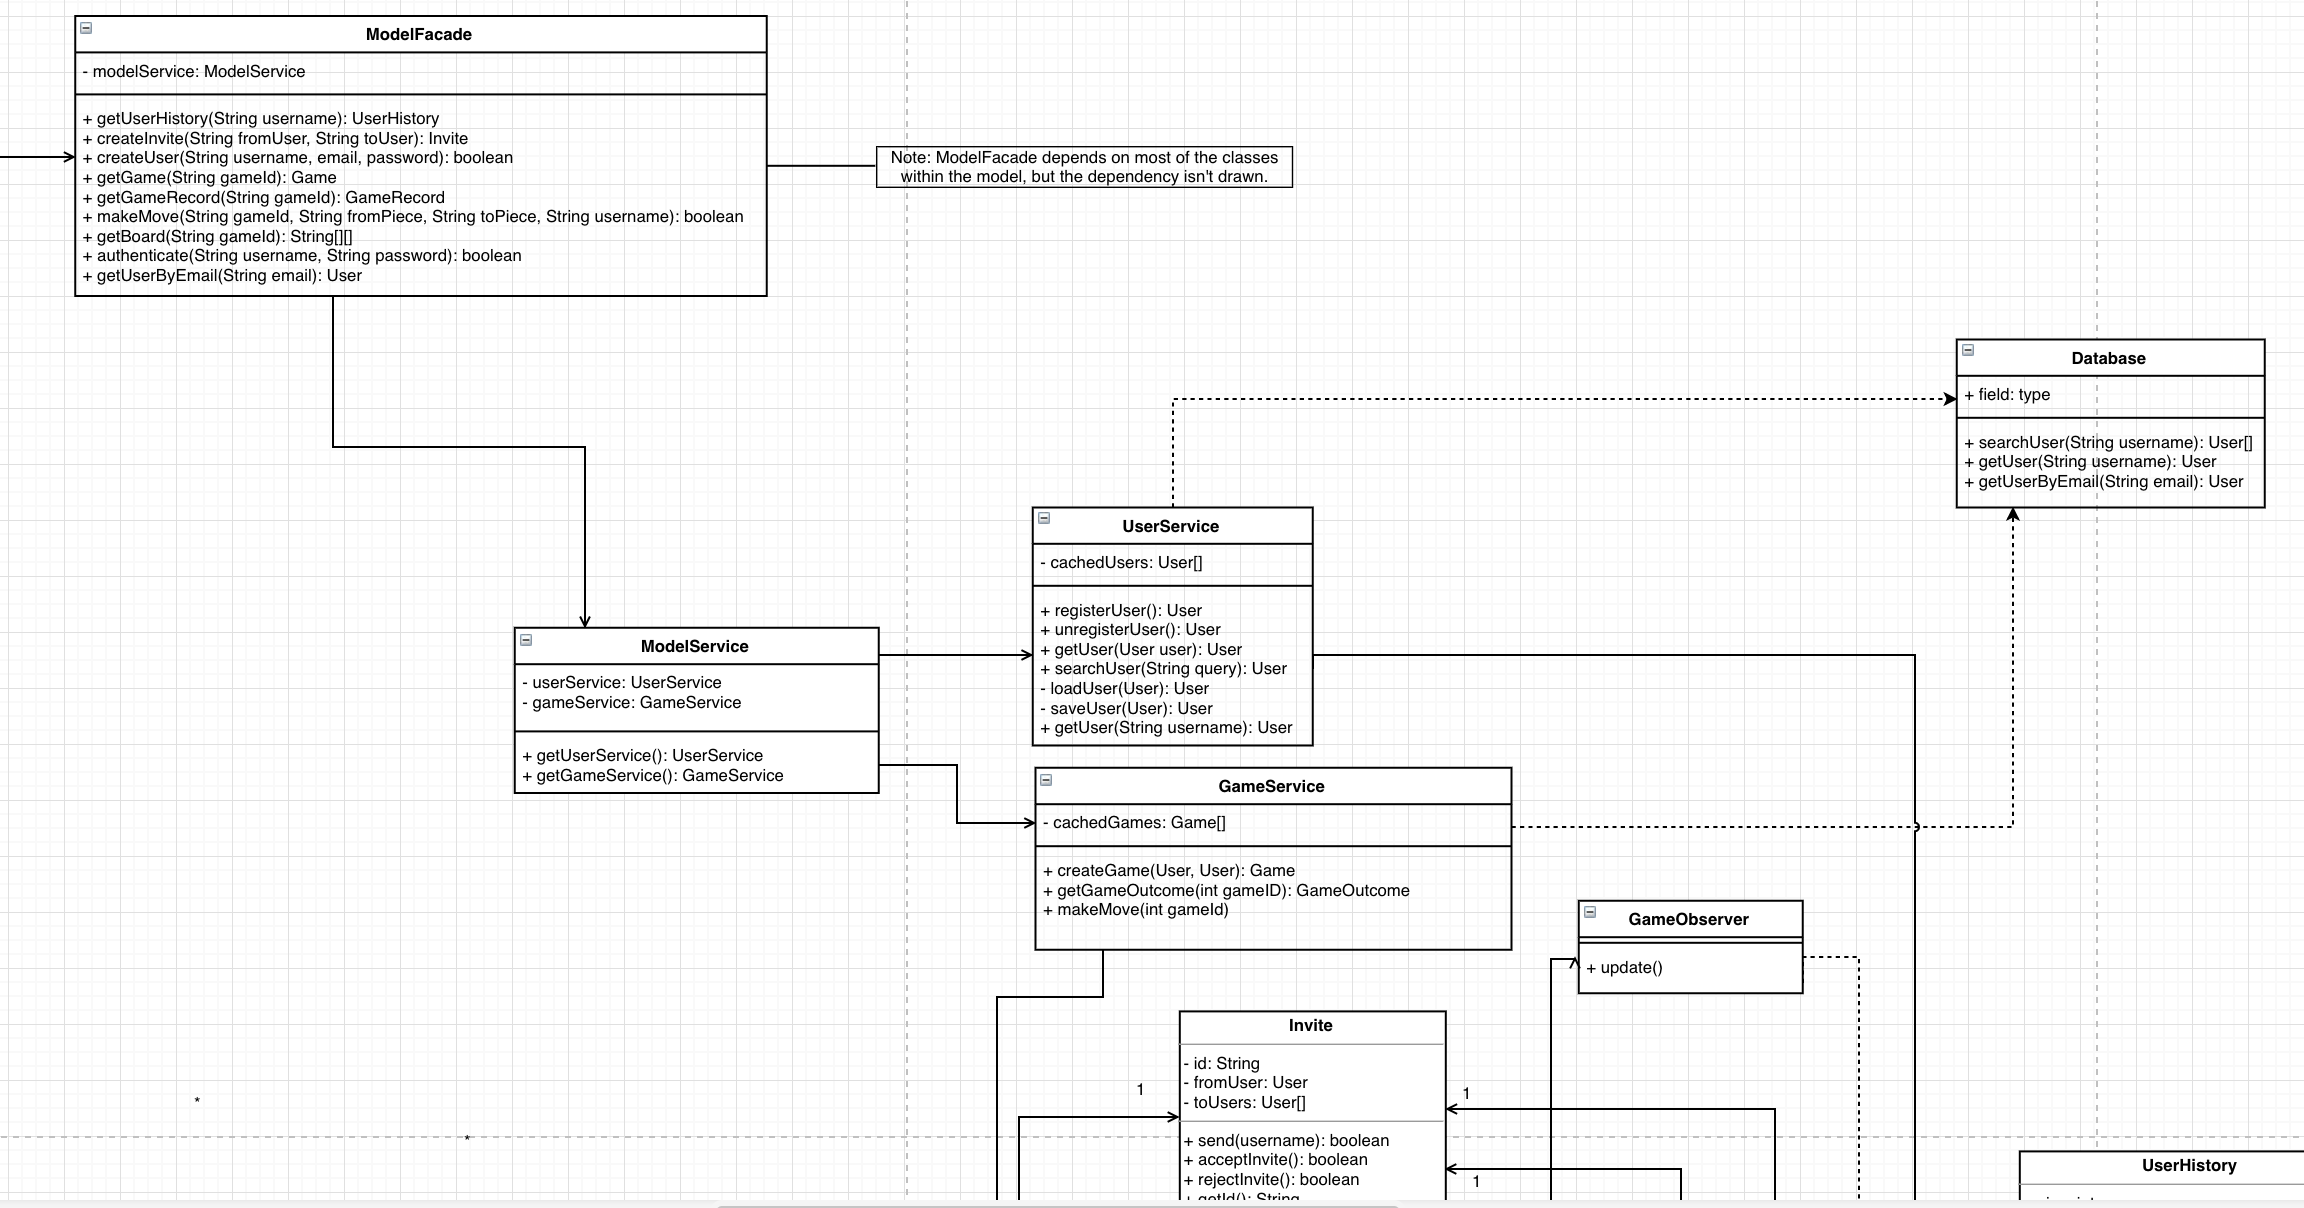 ModelFacade
- modelService: ModelService
+ getUserHistory(String username): UserHistory
+ createInvite(String fromUser, String toUser): Invite
+ createUser(String username, email, password): boolean
+ getGame(String gameId): Game
+ getGameRecord(String gameId): GameRecord
+ makeMove(String gameId, String fromPiece, String toPiece, String username): boolean
+ getBoard(String gameId): String[][]
+ authenticate(String username, String password): boolean
+ getUserByEmail(String email): User
Note: ModelFacade depends on most of the classes
within the model, but the dependency isn't drawn.
Database
+ field: type
+ searchUser(String username): User[]
+ getUser(String username): User
+ getUserByEmail(String email): User
UserService
- cachedUsers: User[]
+ registerUser(): User
+ unregisterUser(): User
+ getUser(User user): User
+ searchUser(String query): User
- loadUser(User): User
- saveUser(User): User
+ getUser(String username): User
ModelService
- userService: UserService
- gameService: GameService
+ getUserService(): UserService
+ getGameService(): GameService
GameService
- cachedGames: Game[]
+ createGame(User, User): Game
+ getGameOutcome(int gameID): GameOutcome
+ makeMove(int gameId)
GameObserver
+ update()
Invite
- id: String
- fromUser: User
- toUsers: User[]
+ send(username): boolean
+ acceptInvite(): boolean
+ rejectInvite(): boolean
+ getId(): String
1
1
1
*
*
UserHistory